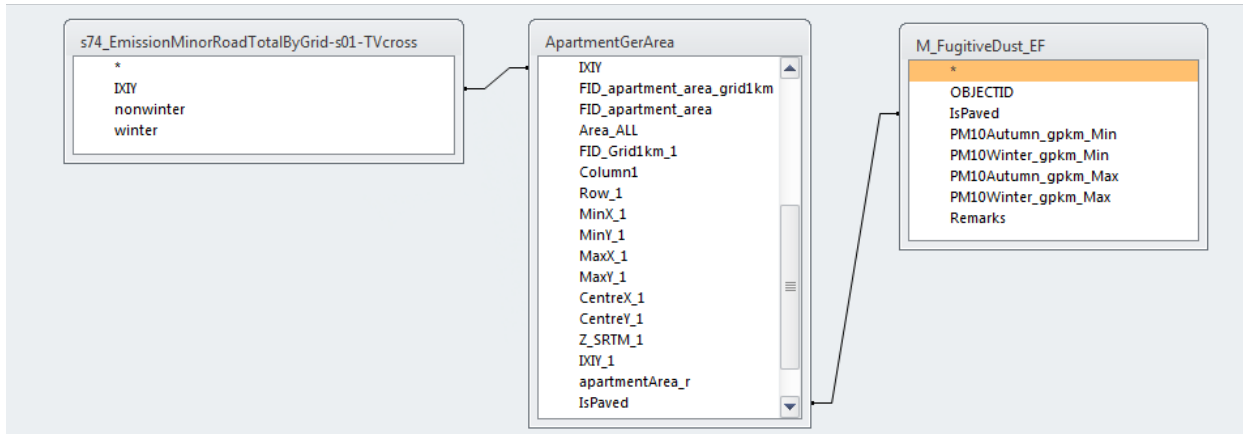 s74_EmissionMinorRoadTotalByGrid-s01-TVcross
*
IXIY
nonwinter
winter
ApartmentGerArea
IXIY
FID_apartment_area_grid1km
FID_apartment_area
Area_ALL
FID_Grid1km_1
Column1
Row_1
MinX_1
MinY_1
MaxX_1
MaxY_1
CentreX_1
CentreY_1
Z_SRTM_1
IXIY_1
apartmentArea_r
IsPaved
M_FugitiveDust_EF
*
OBJECTID
IsPaved
PM10Autumn_gpkm_Min
PM10Winter_gpkm_Min
PM10Autumn_gpkm_Max
PM10Winter_gpkm_Max
Remarks